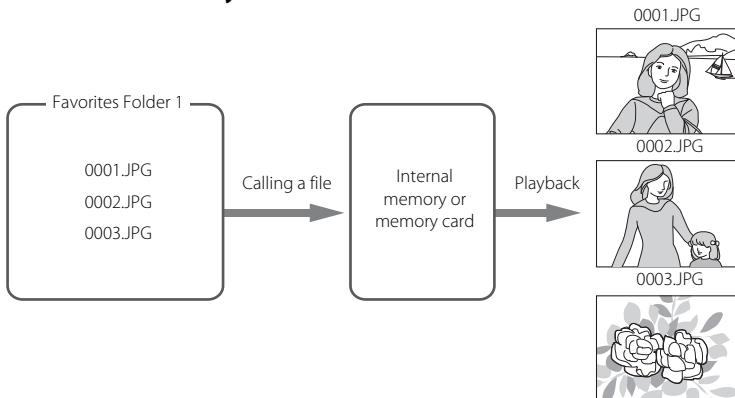 Favorites Folder 1
0001.JPG
0002.JPG
0003.JPG
Calling a file
Internal
memory or
memory card
Playback
0001.JPG
0002.JPG
0003.JPG